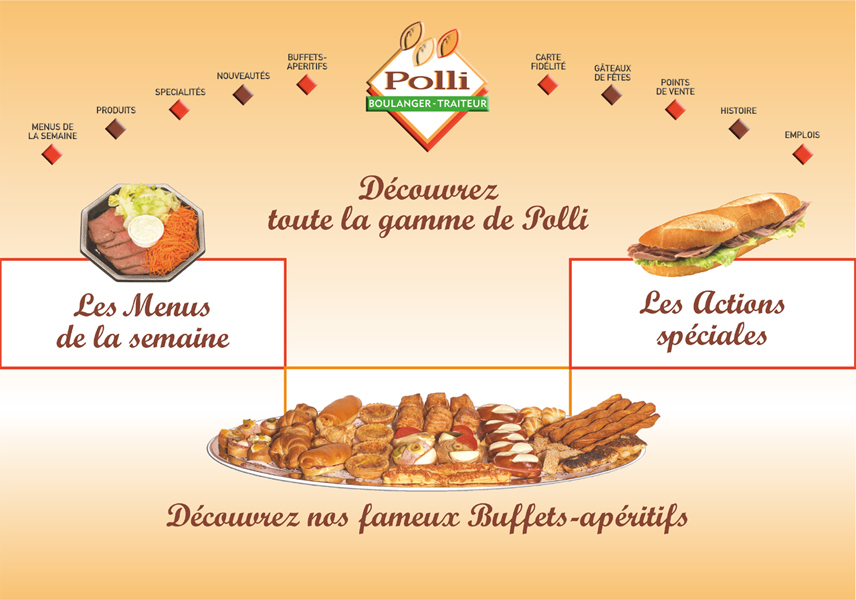 MENUS DE
LA SEMAINE
PRODUITS
SPECIALITÉS
NOUVEAUTÉS
BUFFETS-
APERITIFS
Polli
BOULANGER-TRAITEUR
CARTE
FIDÉLITÉ
GÂTEAUX
DE FÊTES
POINTS
DE VENTE
HISTOIRE
EMPLOIS
Découvrez
toute la gamme de Polli
Les Menus
de la semaine
Les Actions
spéciales
Découvrez nos fameux Buffets-apéritifs